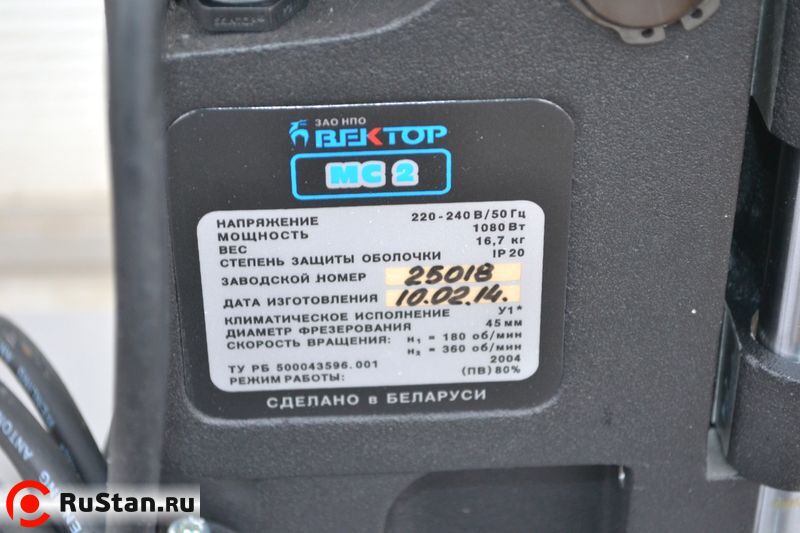 ЗАО НПО
ВЕКТОР
МС 2
НАПРЯЖЕНИЕ 220-240 В/50 Гц
МОЩНОСТЬ 1080 Вт
ВЕС 16,7 кг
СТЕПЕНЬ ЗАЩИТЫ ОБОЛОЧКИ IP 20
ЗАВОДСКОЙ НОМЕР 25018
ДАТА ИЗГОТОВЛЕНИЯ 10.02.14.
КЛИМАТИЧЕСКОЕ ИСПОЛНЕНИЕ У1*
ДИАМЕТР ФРЕЗЕРОВАНИЯ 45 мм
СКОРОСТЬ ВРАЩЕНИЯ: н₁ = 180 об/мин
н₂ = 360 об/мин
ТУ РБ 500043596.001 2004
РЕЖИМ РАБОТЫ: (ПВ) 80%
СДЕЛАНО в БЕЛАРУСИ
RuStan.ru